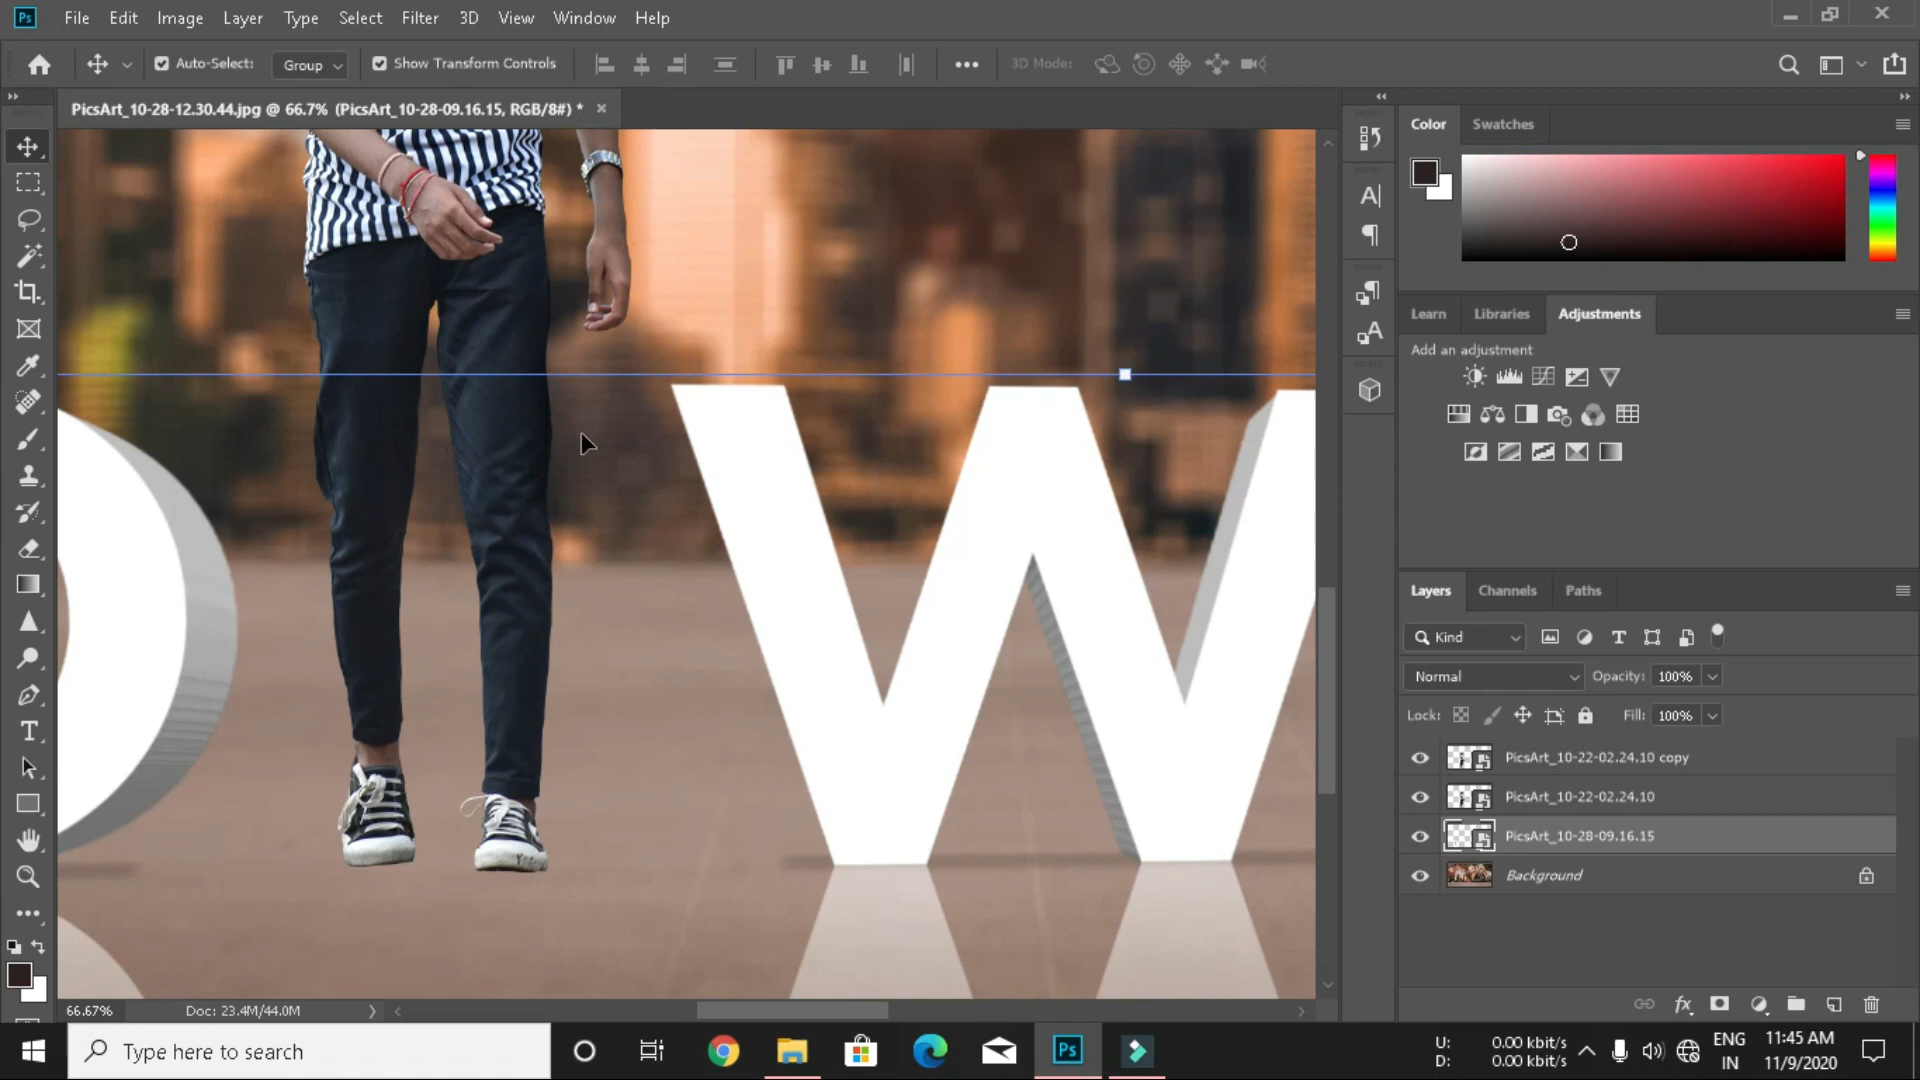 Ps File Edit Image Layer Type Select Filter 3D View Window Help
Auto-Select: Group Show Transform Controls 3D Mode:
PicsArt_10-28-12.30.44.jpg @ 66.7% (PicsArt_10-28-09.16.15, RGB/8#) *
Color Swatches
Learn Libraries Adjustments
Add an adjustment
W
Layers Channels Paths
Kind
Normal Opacity: 100%
Lock: Fill: 100%
PicsArt_10-22-02.24.10 copy
PicsArt_10-22-02.24.10
PicsArt_10-28-09.16.15
Background
66.67% Doc: 23.4M/44.0M
Type here to search
Ps
U: 0.00 kbit/s
D: 0.00 kbit/s
ENG
IN
11:45 AM
11/9/2020